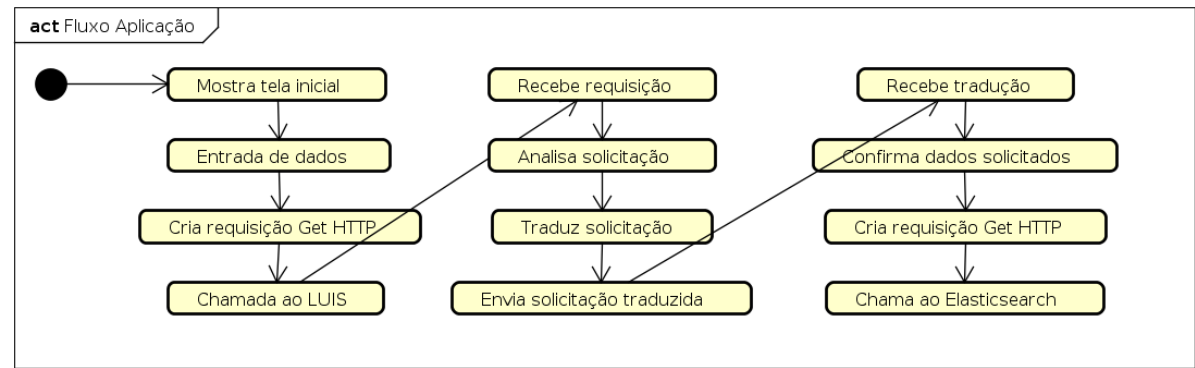 act Fluxo Aplicação
Mostra tela inicial
Entrada de dados
Cria requisição Get HTTP
Chamada ao LUIS
Recebe requisição
Analisa solicitação
Traduz solicitação
Envia solicitação traduzida
Recebe tradução
Confirma dados solicitados
Cria requisição Get HTTP
Chama ao Elasticsearch